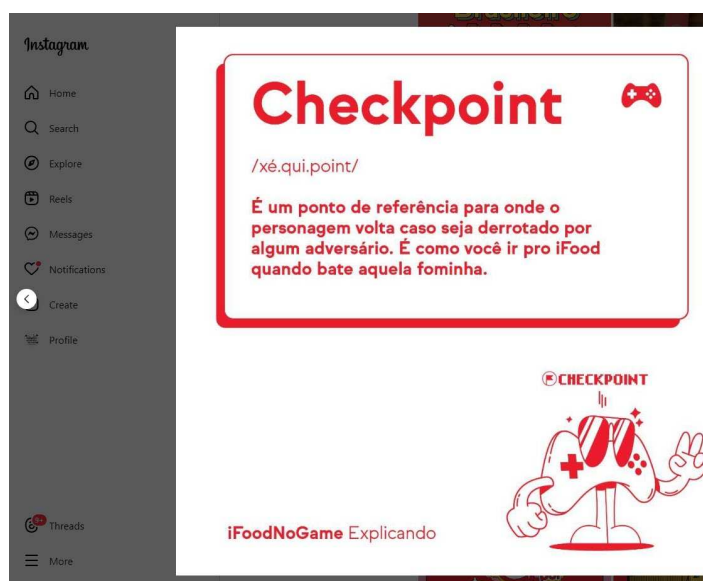 Instagram
Home
Search
Explore
Reels
Messages
Notifications
Create
Profile
9+
Threads
More
Checkpoint
/xé.qui.point/
É um ponto de referência para onde o
personagem volta caso seja derrotado por
algum adversário. É como você ir pro iFood
quando bate aquela fominha.
CHECKPOINT
iFoodNoGame Explicando